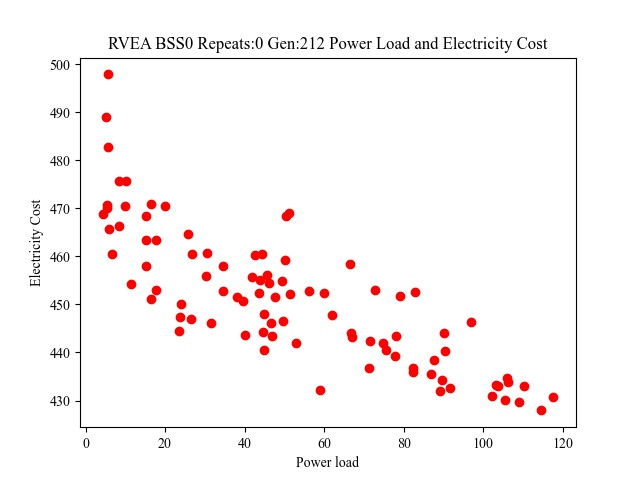 RVEA BSS0 Repeats:0 Gen:212 Power Load and Electricity Cost
500
490
480
470
460
450
440
430
Electricity Cost
0 20 40 60 80 100 120
Power load